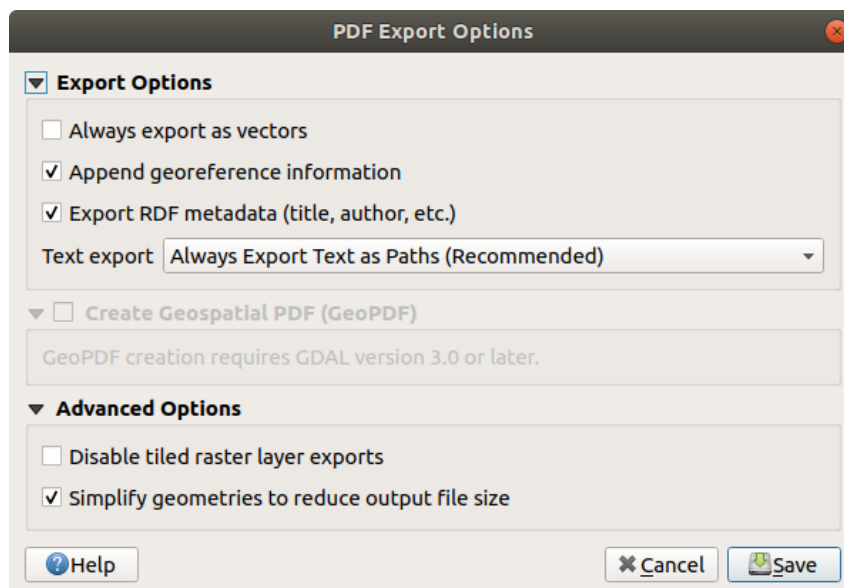 PDF Export Options
Export Options
Always export as vectors
Append georeference information
Export RDF metadata (title, author, etc.)
Text export Always Export Text as Paths (Recommended)
Create Geospatial PDF (GeoPDF)
GeoPDF creation requires GDAL version 3.0 or later.
Advanced Options
Disable tiled raster layer exports
Simplify geometries to reduce output file size
Help Cancel Save